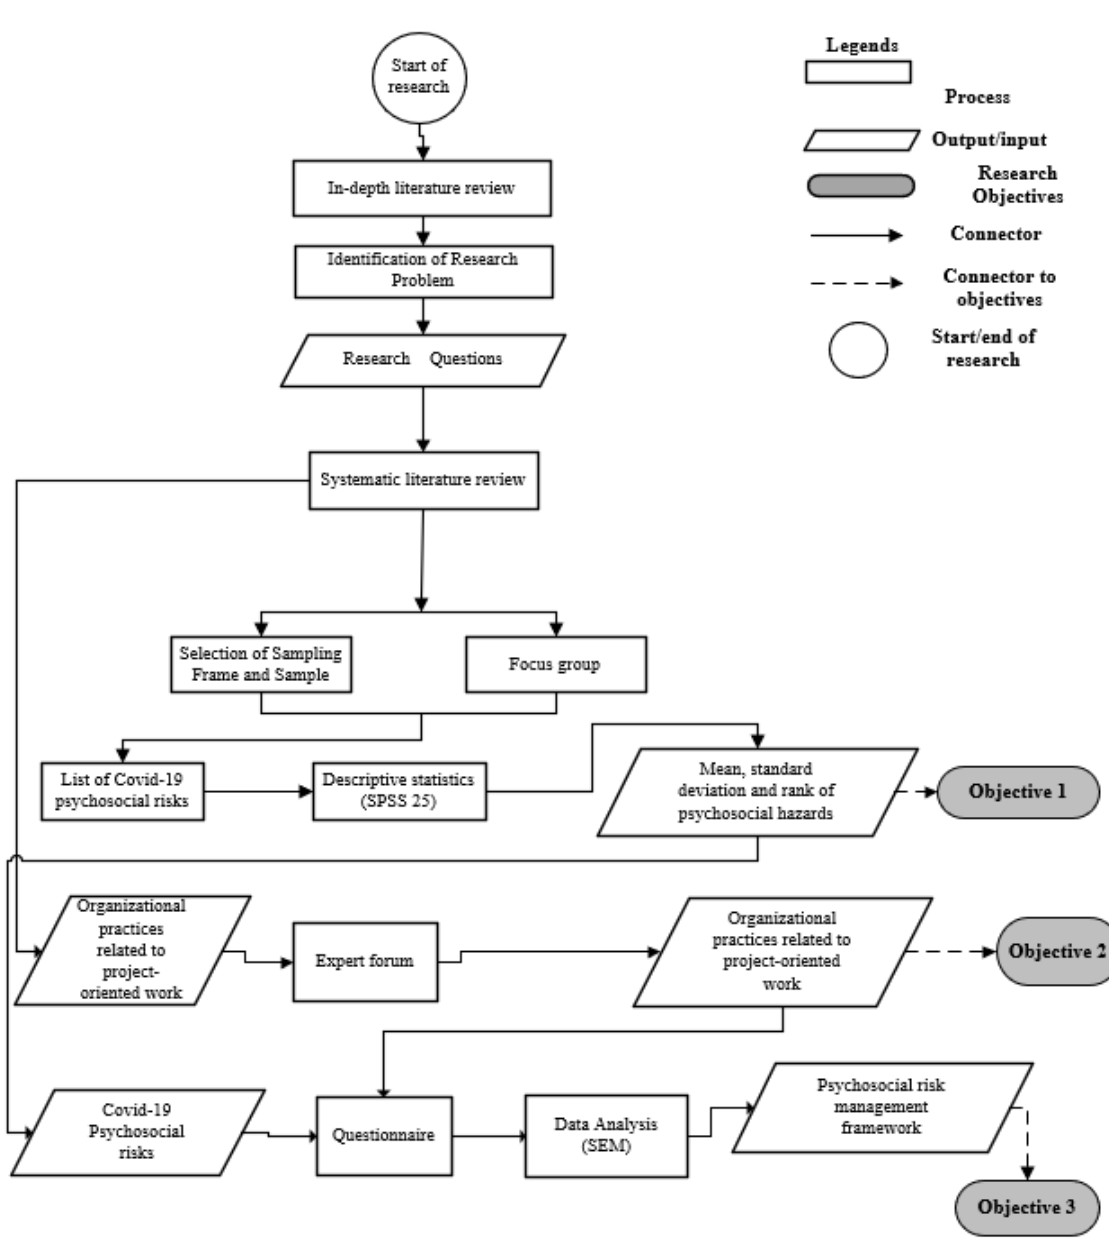 Start of
research
In-depth literature review
Identification of Research
Problem
Research Questions
Systematic literature review
Selection of Sampling
Frame and Sample
Focus group
List of Covid-19
psychosocial risks
Descriptive statistics
(SPSS 25)
Mean, standard
deviation and rank of
psychosocial hazards
Objective 1
Organizational
practices
related to
project-
oriented work
Expert forum
Organizational
practices related to
project-oriented
work
Objective 2
Covid-19
Psychosocial
risks
Questionnaire
Data Analysis
(SEM)
Psychosocial risk
management
framework
Objective 3
Legends
Process
Output/input
Research
Objectives
Connector
Connector to
objectives
Start/end of
research